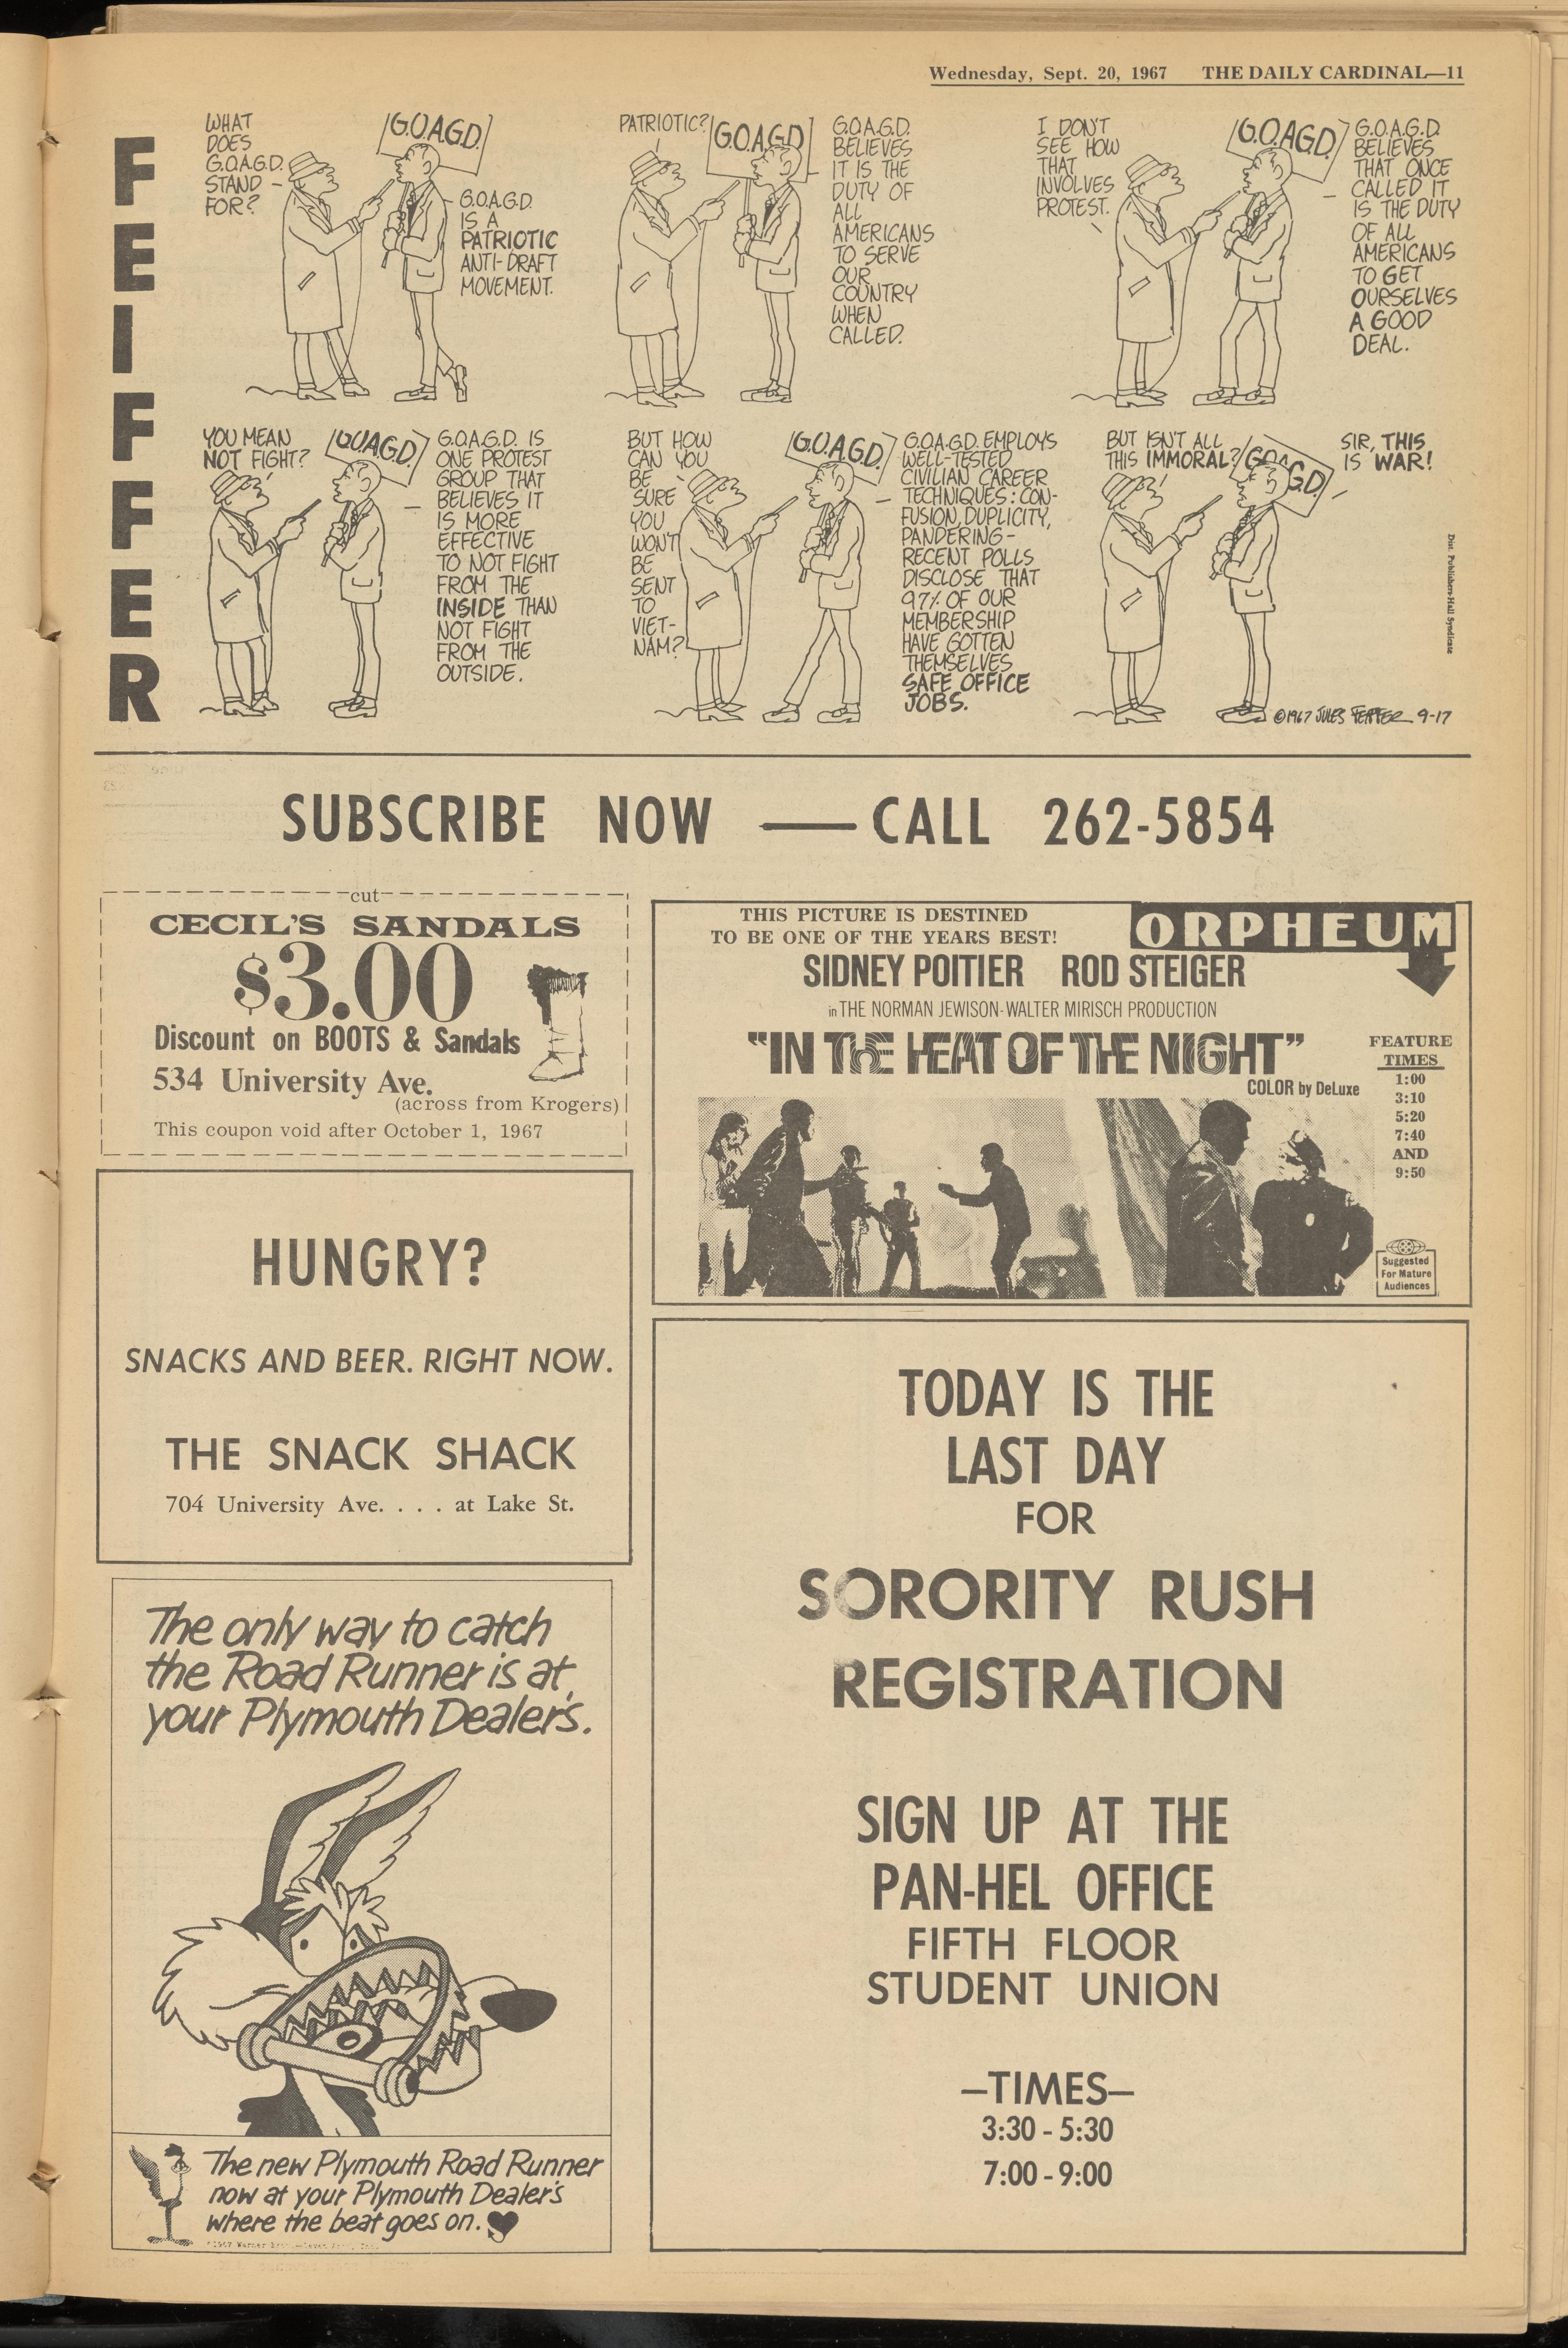 Wednesday, Sept. 20, 1967 THE DAILY CARDINAL—11
FEIFFER
WHAT
DOES
G.O.A.G.D.
STAND
FOR?
G.O.A.G.D.
G.O.A.G.D.
IS A
PATRIOTIC
ANTI-DRAFT
MOVEMENT.
PATRIOTIC?
G.O.A.G.D.
G.O.A.G.D.
BELIEVES
IT IS THE
DUTY OF
ALL
AMERICANS
TO SERVE
OUR
COUNTRY
WHEN
CALLED.
I DON'T
SEE HOW
THAT
INVOLVES
PROTEST.
G.O.A.G.D.
G.O.A.G.D.
BELIEVES
THAT ONCE
CALLED IT
IS THE DUTY
OF ALL
AMERICANS
TO GET
OURSELVES
A GOOD
DEAL.
YOU MEAN
NOT FIGHT?
G.O.A.G.D.
G.O.A.G.D. IS
ONE PROTEST
GROUP THAT
BELIEVES IT
IS MORE
EFFECTIVE
TO NOT FIGHT
FROM THE
INSIDE THAN
NOT FIGHT
FROM THE
OUTSIDE.
BUT HOW
CAN YOU
BE
SURE
YOU
WON'T
BE
SENT
TO
VIET-
NAM?
G.O.A.G.D.
G.O.A.G.D. EMPLOYS
WELL-TESTED
CIVILIAN CAREER
TECHNIQUES: CON-
FUSION, DUPLICITY,
PANDERING-
RECENT POLLS
DISCLOSE THAT
97% OF OUR
MEMBERSHIP
HAVE GOTTEN
THEMSELVES
SAFE OFFICE
JOBS.
BUT ISN'T ALL
THIS IMMORAL?
G.O.A.G.D.
SIR, THIS
IS WAR!
©1967 JULES FEIFFER 9-17
Dist. Publishers-Hall Syndicate
SUBSCRIBE NOW — CALL 262-5854
cut
CECIL'S SANDALS
$3.00
Discount on BOOTS & Sandals
534 University Ave.
(across from Krogers)
This coupon void after October 1, 1967
THIS PICTURE IS DESTINED
TO BE ONE OF THE YEARS BEST!
ORPHEUM
SIDNEY POITIER ROD STEIGER
in THE NORMAN JEWISON-WALTER MIRISCH PRODUCTION
"IN THE HEAT OF THE NIGHT"
COLOR by DeLuxe
FEATURE
TIMES
1:00
3:10
5:20
7:40
AND
9:50
Suggested
For Mature
Audiences
HUNGRY?
SNACKS AND BEER. RIGHT NOW.
THE SNACK SHACK
704 University Ave. . . . at Lake St.
TODAY IS THE
LAST DAY
FOR
SORORITY RUSH
REGISTRATION
SIGN UP AT THE
PAN-HEL OFFICE
FIFTH FLOOR
STUDENT UNION
—TIMES—
3:30 - 5:30
7:00 - 9:00
The only way to catch
the Road Runner is at
your Plymouth Dealer's.
The new Plymouth Road Runner
now at your Plymouth Dealer's
where the beat goes on.
©1967 Warner